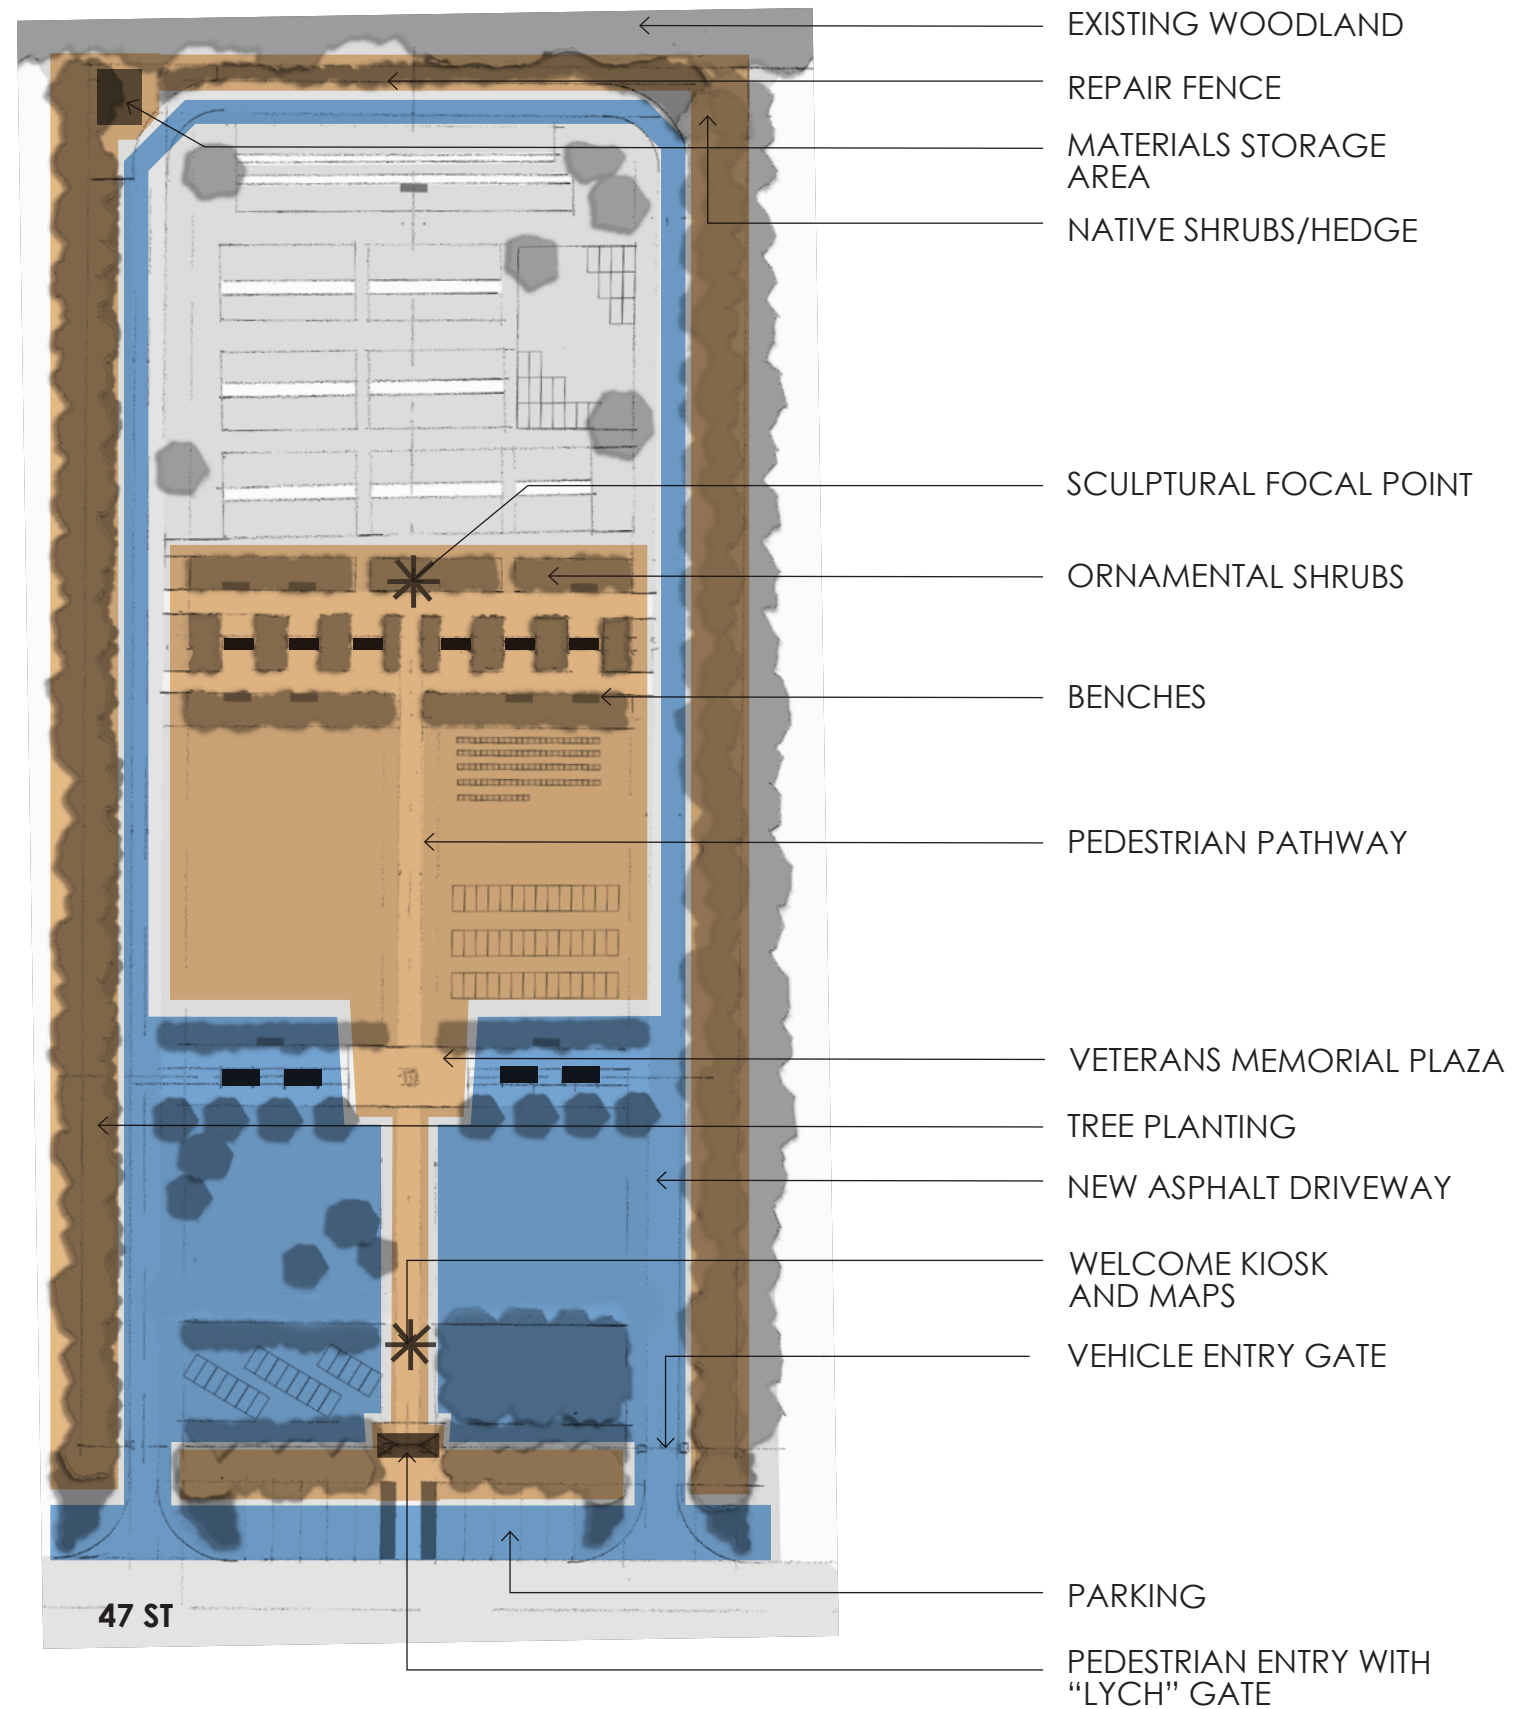 EXISTING WOODLAND
REPAIR FENCE
MATERIALS STORAGE
AREA
NATIVE SHRUBS/HEDGE
SCULPTURAL FOCAL POINT
ORNAMENTAL SHRUBS
BENCHES
PEDESTRIAN PATHWAY
VETERANS MEMORIAL PLAZA
TREE PLANTING
NEW ASPHALT DRIVEWAY
WELCOME KIOSK
AND MAPS
VEHICLE ENTRY GATE
PARKING
47 ST
PEDESTRIAN ENTRY WITH
“LYCH” GATE